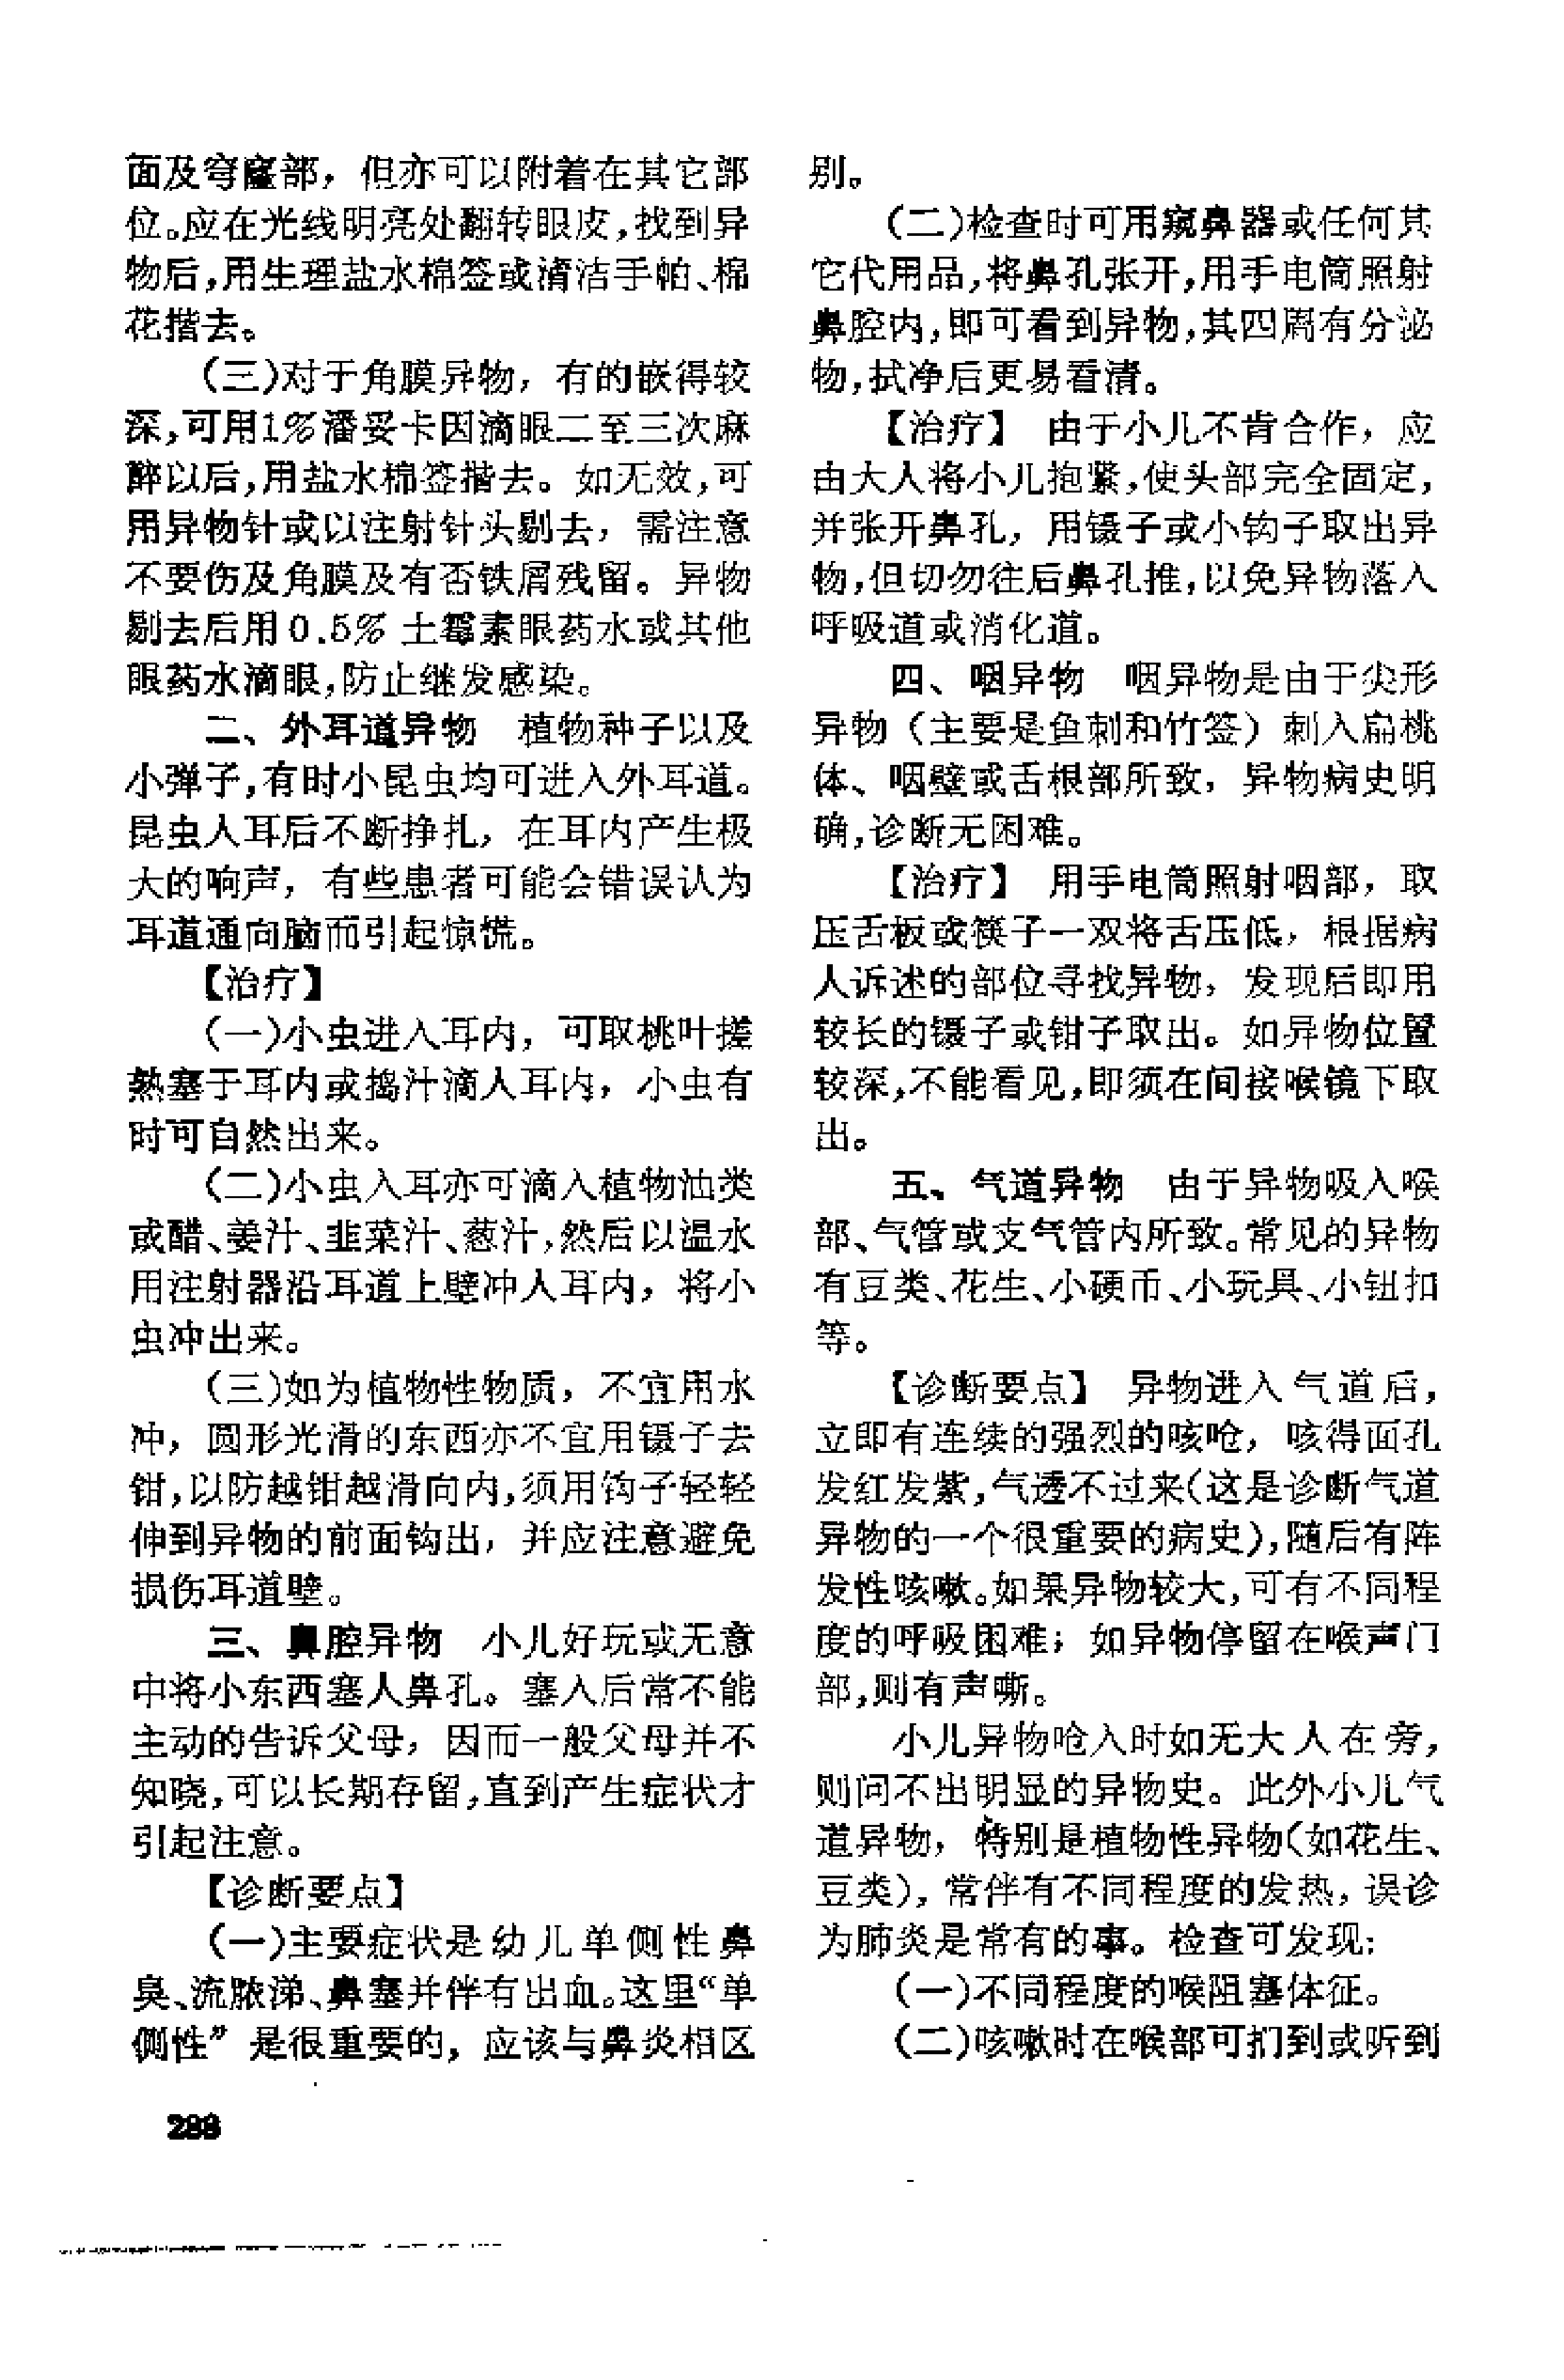 面及穹窿部，但亦可以附着在其它部
位。应在光线明亮处翻转眼皮，找到异
物后，用生理盐水棉签或清洁手帕、棉
花揩去。
（三）对于角膜异物，有的嵌得较
深，可用1％潘妥卡因滴眼二至三次麻
醉以后，用盐水棉签揩去。如无效，可
用异物针或以注射针头剔去，需注意
不要伤及角膜及有否铁屑残留。异物
剔去后用0.5％土霉素眼药水或其他
眼药水滴眼，防止继发感染。
二、外耳道异物　植物种子以及
小弹子，有时小昆虫均可进入外耳道。
昆虫人耳后不断挣扎，在耳内产生极
大的响声，有些患者可能会错误认为
耳道通向脑而引起惊慌。
【治疗】
（一）小虫进入耳内，可取桃叶搓
熟塞于耳内或捣汁滴人耳内，小虫有
时可自然出来。
（二）小虫入耳亦可滴入植物油类
或醋、姜汁、韭菜汁、葱汁，然后以温水
用注射器沿耳道上壁冲人耳内，将小
虫冲出来。
（三）如为植物性物质，不宜用水
冲，圆形光滑的东西亦不宜用镊子去
钳，以防越钳越滑向内，须用钩子轻轻
伸到异物的前面钩出，并应注意避免
损伤耳道壁。
三、鼻腔异物　小儿好玩或无意
中将小东西塞人鼻孔。塞入后常不能
主动的告诉父母，因而一般父母并不
知晓，可以长期存留，直到产生症状才
引起注意。
【诊断要点】
（一）主要症状是幼儿单侧性鼻
臭、流脓涕、鼻塞并伴有出血。这里“单
侧性”是很重要的，应该与鼻炎相区
288
别。
（二）检查时可用窥鼻器或任何其
它代用品，将鼻孔张开，用手电筒照射
鼻腔内，即可看到异物，其四周有分泌
物，拭净后更易看清。
【治疗】　由于小儿不肯合作，应
由大人将小儿抱紧，使头部完全固定，
并张开鼻孔，用镊子或小钩子取出异
物，但切勿往后鼻孔推，以免异物落入
呼吸道或消化道。
四、咽异物　咽异物是由于尖形
异物（主要是鱼刺和竹签）刺入扁桃
体、咽壁或舌根部所致，异物病史明
确，诊断无困难。
【治疗】　用手电筒照射咽部，取
压舌板或筷子一双将舌压低，根据病
人诉述的部位寻找异物，发现后即用
较长的镊子或钳子取出。如异物位置
较深，不能看见，即须在间接喉镜下取
出。
五、气道异物　由于异物吸入喉
部、气管或支气管内所致。常见的异物
有豆类、花生、小硬币、小玩具、小钮扣
等。
【诊断要点】　异物进入气道后，
立即有连续的强烈的咳呛，咳得面孔
发红发紫，气透不过来（这是诊断气道
异物的一个很重要的病史），随后有阵
发性咳嗽。如果异物较大，可有不同程
度的呼吸困难；如异物停留在喉声门
部，则有声嘶。
小儿异物呛入时如无大人在旁，
则问不出明显的异物史。此外小儿气
道异物，特别是植物性异物（如花生、
豆类），常伴有不同程度的发热，误诊
为肺炎是常有的事。检查可发现：
（一）不同程度的喉阻塞体征。
（二）咳嗽时在喉部可扪到或听到